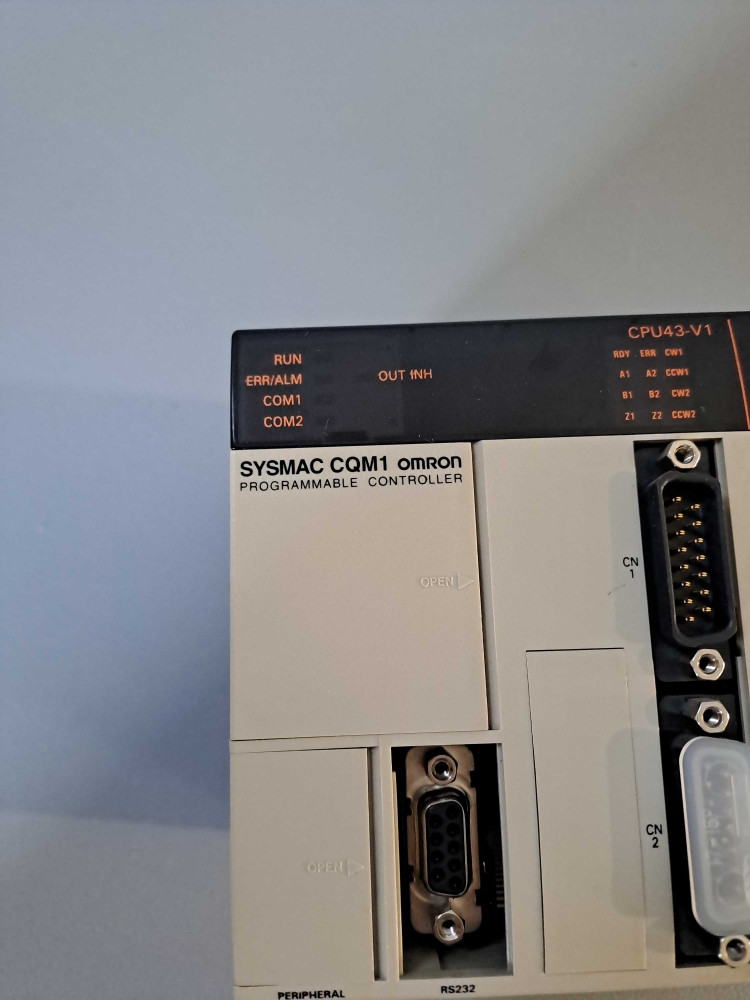 CPU43-V1
RUN
ERR/ALM
COM1
COM2
OUT INH
RDY ERR CW1
A1 A2 CCW1
B1 B2 CW2
Z1 Z2 CCW2
SYSMAC CQM1 omron
PROGRAMMABLE CONTROLLER
OPEN
CN
1
CN
2
OPEN
PERIPHERAL
RS232